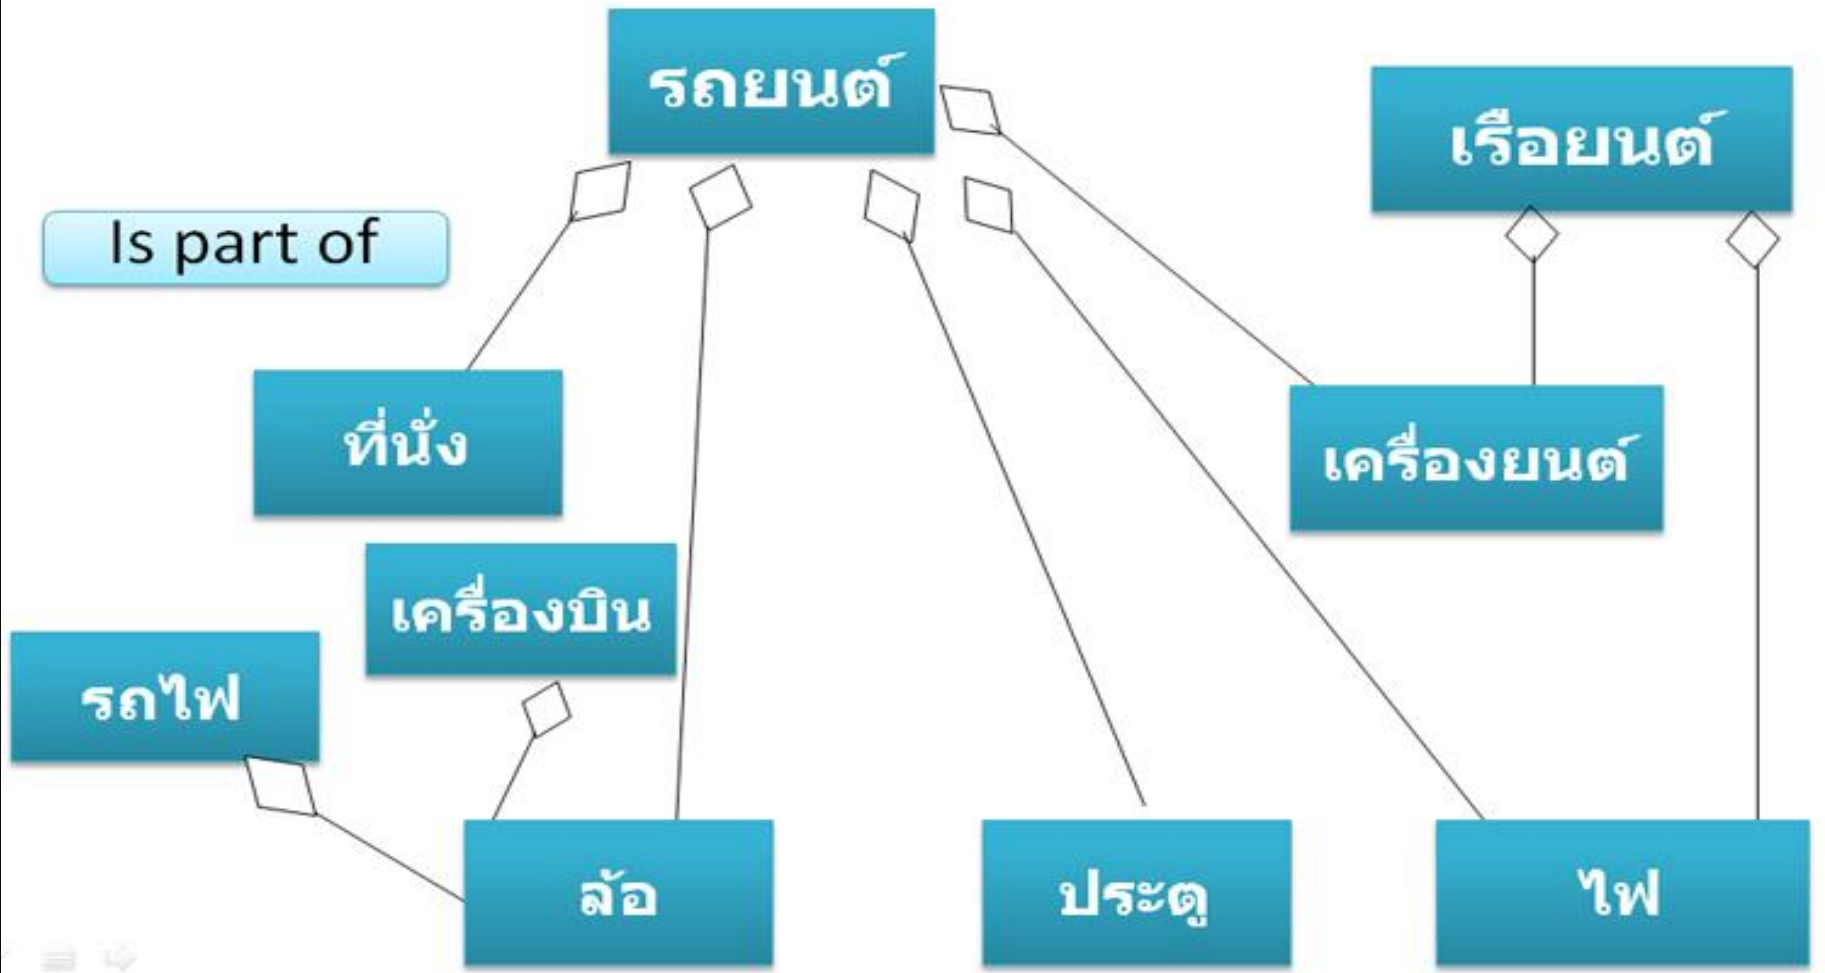 รถยนต์
เรือยนต์
Is part of
ที่นั่ง
เครื่องยนต์
เครื่องบิน
รถไฟ
ล้อ
ประตู
ไฟ